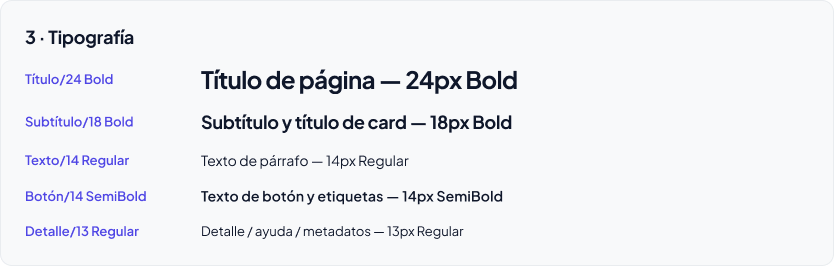 3 · Tipografía
Título/24 Bold Título de página — 24px Bold
Subtítulo/18 Bold Subtítulo y título de card — 18px Bold
Texto/14 Regular Texto de párrafo — 14px Regular
Botón/14 SemiBold Texto de botón y etiquetas — 14px SemiBold
Detalle/13 Regular Detalle / ayuda / metadatos — 13px Regular